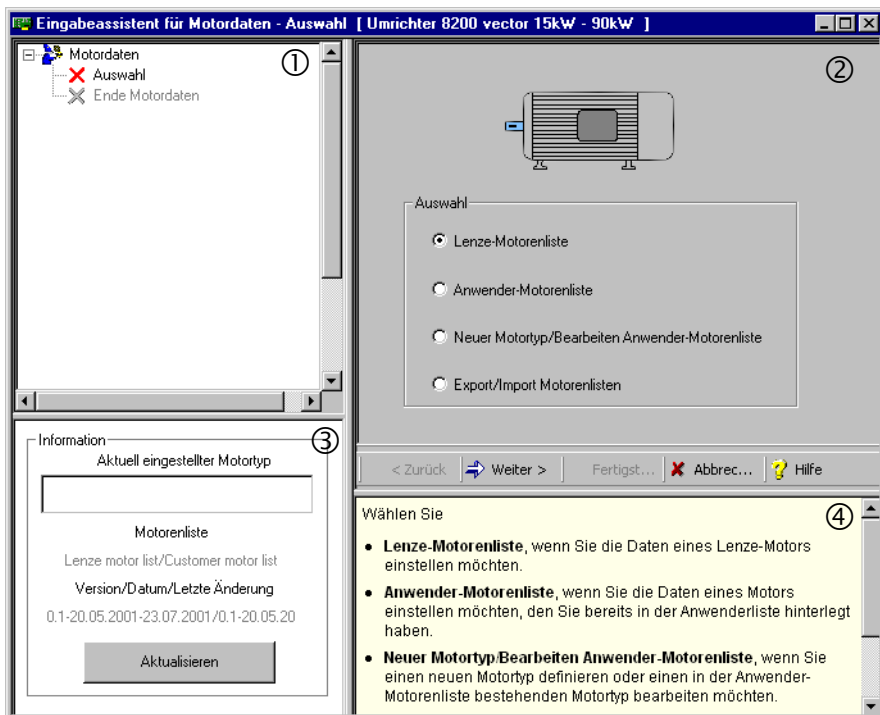 Eingabeassistent für Motordaten - Auswahl [ Umrichter 8200 vector 15kW - 90kW ]
Motordaten
Auswahl
Ende Motordaten
①
②
Auswahl
Lenze-Motorenliste
Anwender-Motorenliste
Neuer Motortyp/Bearbeiten Anwender-Motorenliste
Export/Import Motorenlisten
< Zurück
Weiter >
Fertigst...
Abbrec...
Hilfe
Information
③
Aktuell eingestellter Motortyp
Motorenliste
Lenze motor list/Customer motor list
Version/Datum/Letzte Änderung
0.1-20.05.2001-23.07.2001/0.1-20.05.20
Aktualisieren
④
Wählen Sie
● Lenze-Motorenliste, wenn Sie die Daten eines Lenze-Motors
einstellen möchten.
● Anwender-Motorenliste, wenn Sie die Daten eines Motors
einstellen möchten, den Sie bereits in der Anwenderliste hinterlegt
haben.
● Neuer Motortyp/Bearbeiten Anwender-Motorenliste, wenn Sie
einen neuen Motortyp definieren oder einen in der Anwender-
Motorenliste bestehenden Motortyp bearbeiten möchten.